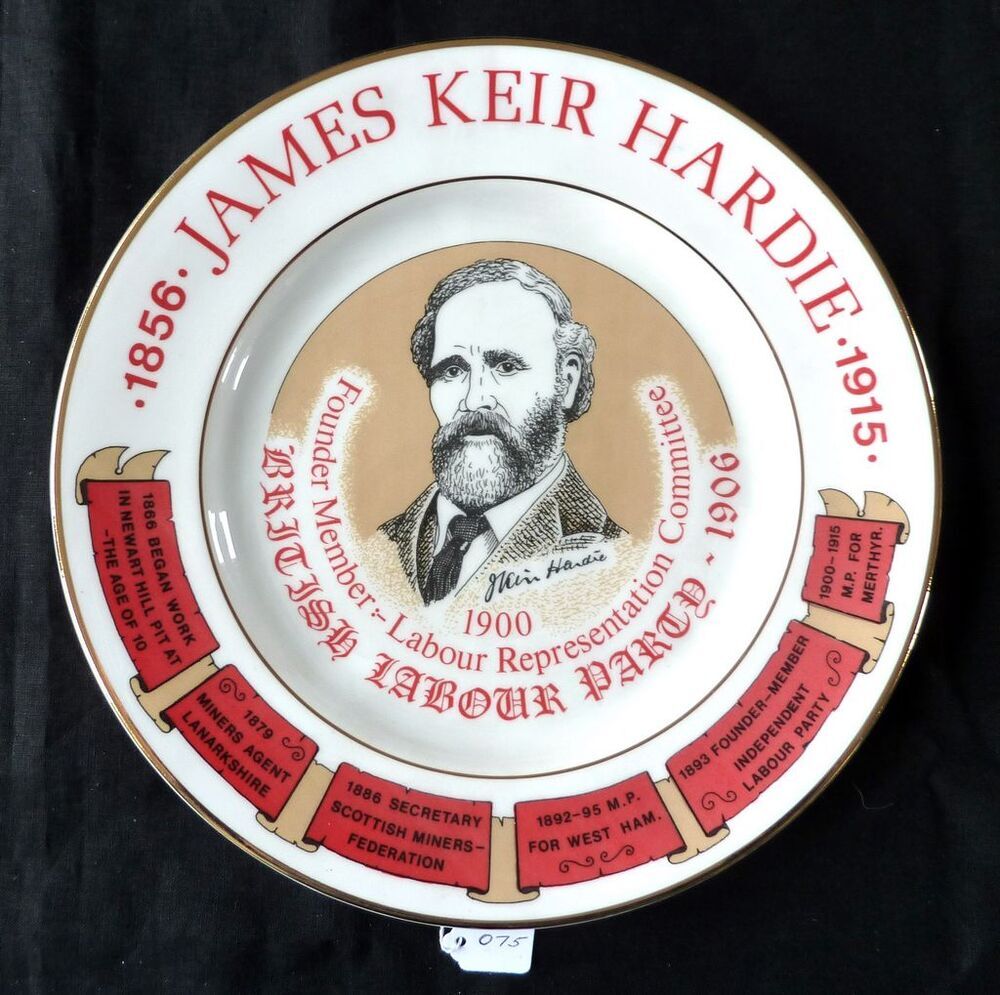 ·1856· JAMES KEIR HARDIE ·1915·
Founder Member:- Labour Representation Committee
BRITISH LABOUR PARTY ~ 1906
JKeir Hardie
1900
1866 BEGAN WORK
IN NEWART HILL PIT AT
-THE AGE OF 10
1879
MINERS AGENT
LANARKSHIRE
1886 SECRETARY
SCOTTISH MINERS-
FEDERATION
1892-95 M.P.
FOR WEST HAM.
1893 FOUNDER-MEMBER
INDEPENDENT
LABOUR PARTY
1900-1915
M.P. FOR
MERTHYR.
075